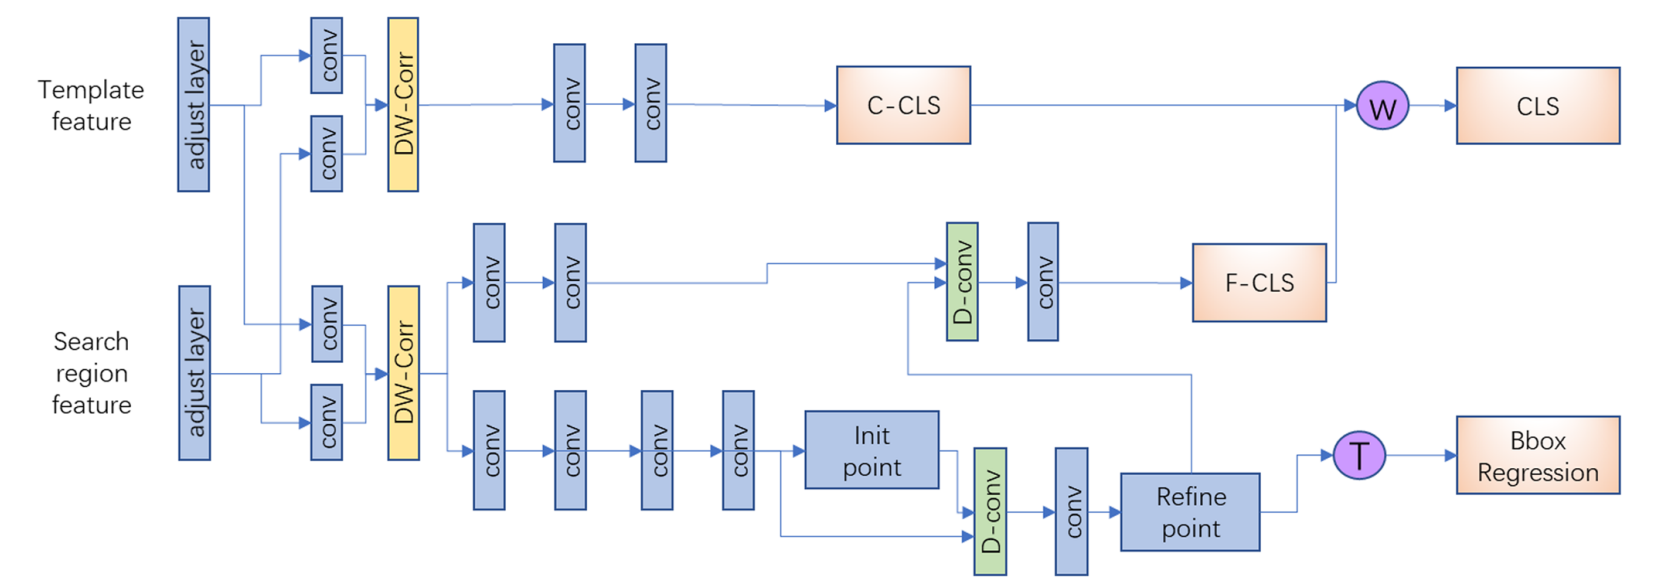 Template
feature
adjust layer
conv
conv
DW-Corr
conv
conv
C-CLS
W
CLS
Search
region
feature
adjust layer
conv
conv
DW-Corr
conv
conv
D-conv
conv
F-CLS
conv
conv
conv
conv
Init
point
D-conv
conv
Refine
point
T
Bbox
Regression